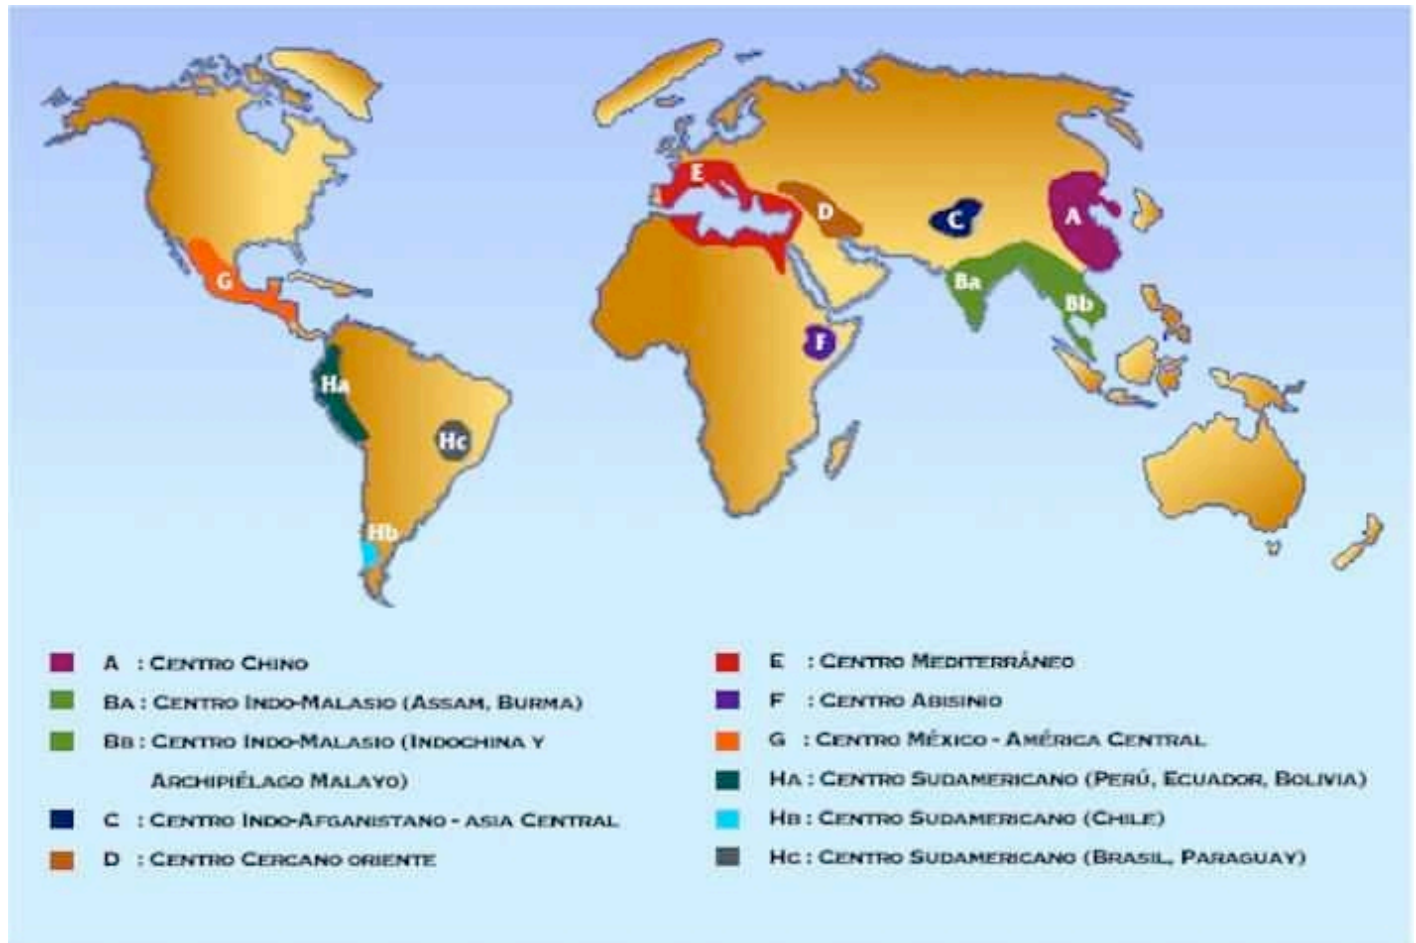 E
D
C
A
G
Ba
Bb
F
Ha
Hc
Hb
A : CENTRO CHINO
BA : CENTRO INDO-MALASIO (ASSAM, BURMA)
BB : CENTRO INDO-MALASIO (INDOCHINA Y
ARCHIPIÉLAGO MALAYO)
C : CENTRO INDO-AFGANISTANO - ASIA CENTRAL
D : CENTRO CERCANO ORIENTE
E : CENTRO MEDITERRÁNEO
F : CENTRO ABISINIO
G : CENTRO MÉXICO - AMÉRICA CENTRAL
HA : CENTRO SUDAMERICANO (PERÚ, ECUADOR, BOLIVIA)
HB : CENTRO SUDAMERICANO (CHILE)
HC : CENTRO SUDAMERICANO (BRASIL, PARAGUAY)